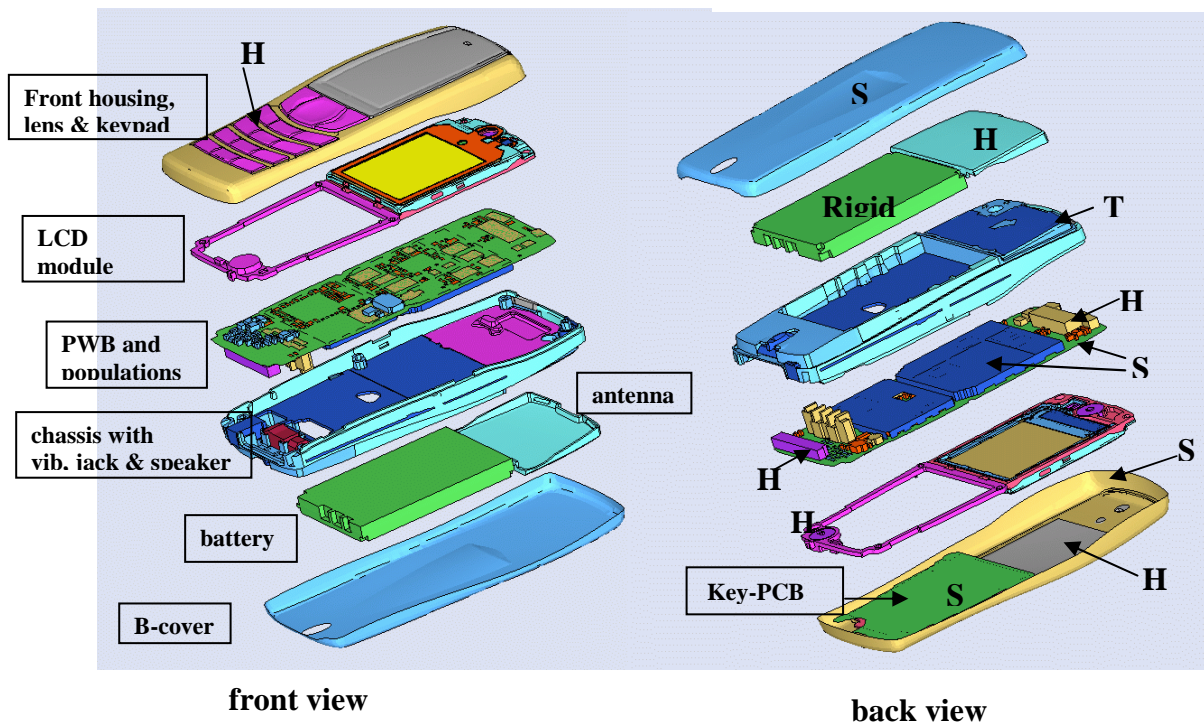 H
Front housing,
lens & keypad
LCD
module
PWB and
populations
chassis with
vib, jack & speaker
antenna
battery
B-cover
front view
S
H
Rigid
T
H
S
H
S
H
H
Key-PCB
S
back view